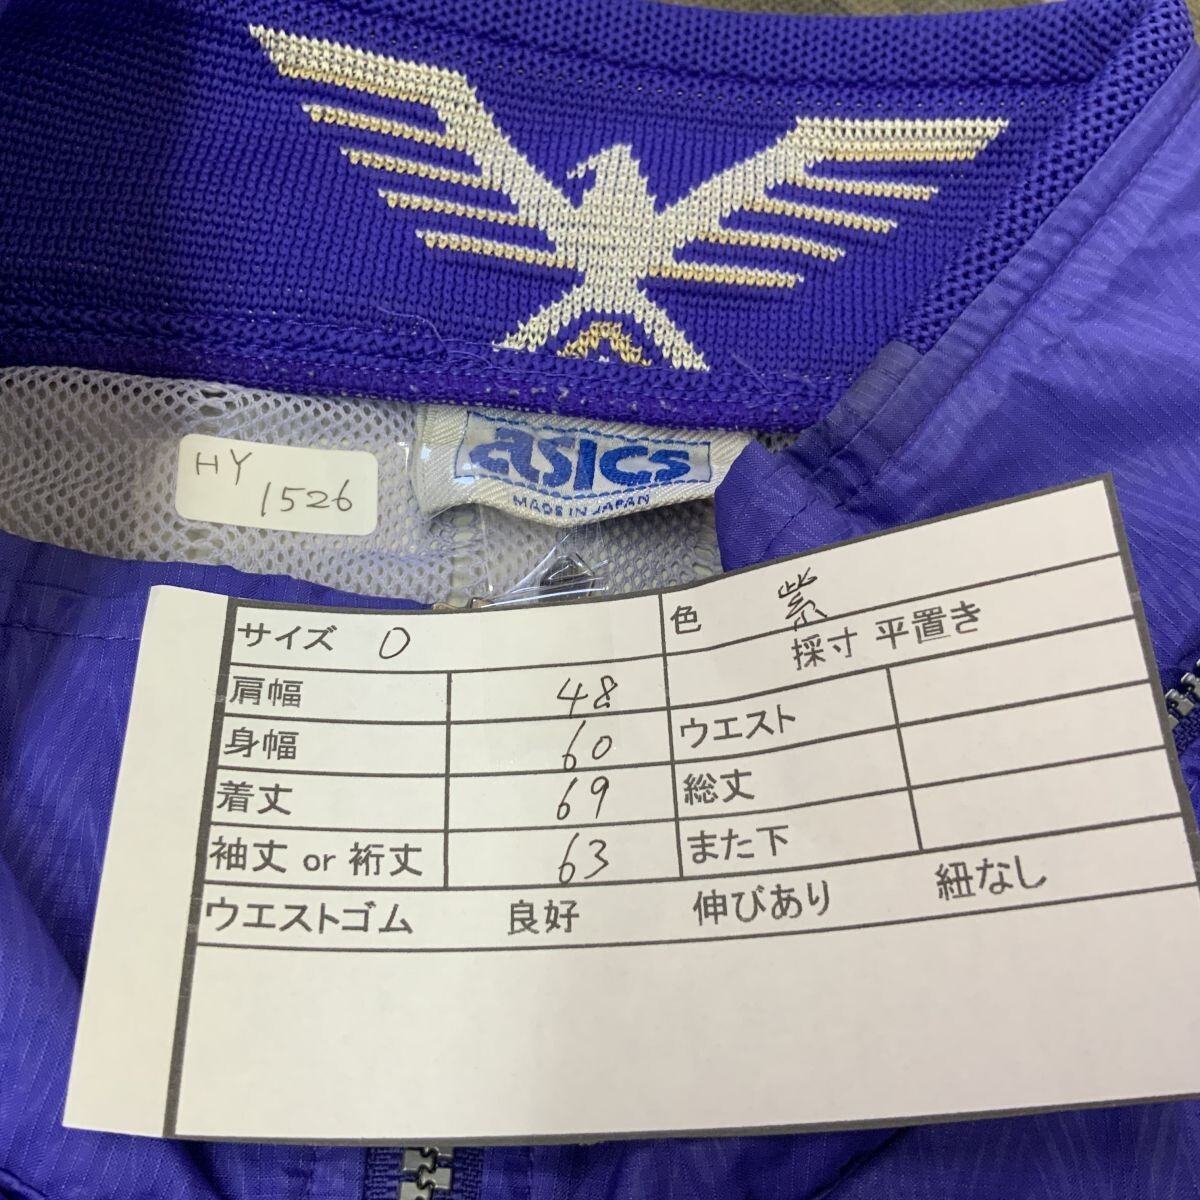 asics
MADE IN JAPAN
HY
1526
サイズ O
色 紫
採寸 平置き
肩幅 48
身幅 60
着丈 69
袖丈 or 裄丈 63
ウエスト
総丈
また下
ウエストゴム 良好 伸びあり 紐なし